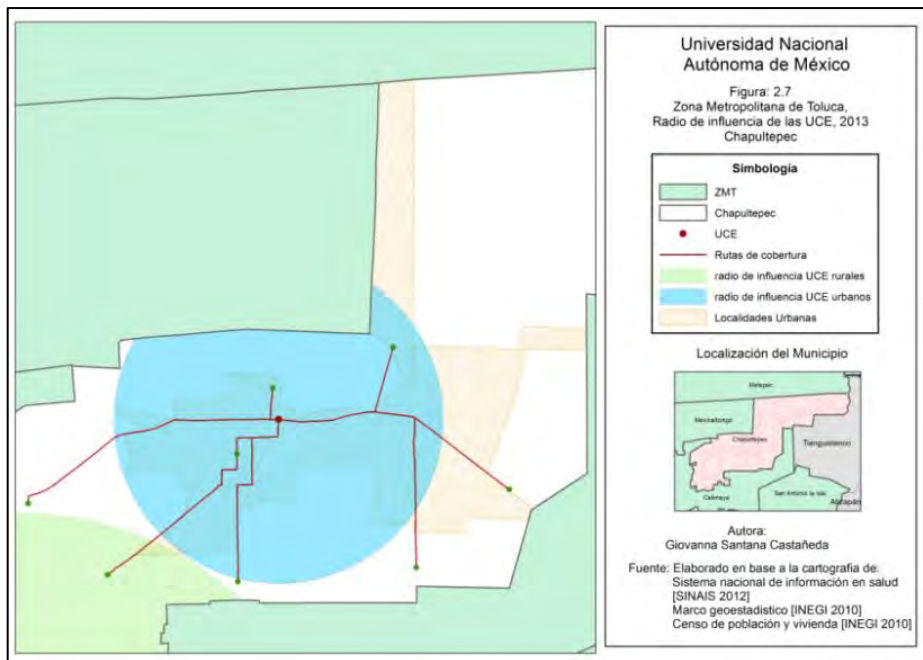 Universidad Nacional
Autónoma de México
Figura: 2.7
Zona Metropolitana de Toluca,
Radio de influencia de las UCE, 2013
Chapultepec
Simbología
ZMT
Chapultepec
UCE
Rutas de cobertura
radio de influencia UCE rurales
radio de influencia UCE urbanos
Localidades Urbanas
Localización del Municipio
Metepec
Mexicaltzingo
Chapultepec
Tianguistenco
Calimaya
San Antonio la Isla
Autora:
Giovanna Santana Castañeda
Fuente: Elaborado en base a la cartografia de:
Sistema nacional de información en salud
[SINAIS 2012]
Marco geoestadistico [INEGI 2010]
Censo de población y vivienda [INEGI 2010]